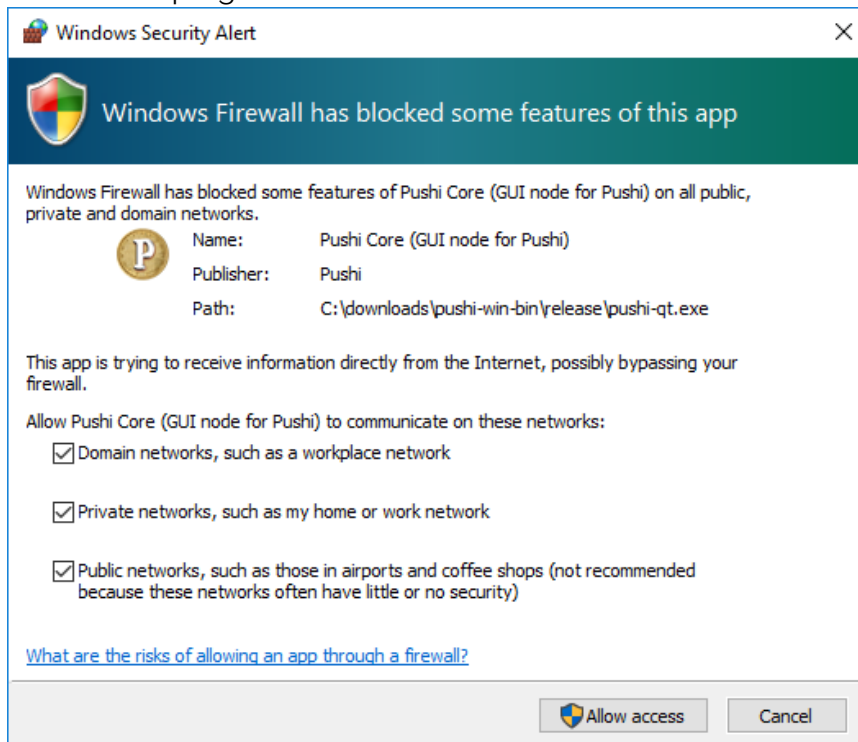 Windows Security Alert
Windows Firewall has blocked some features of this app
Windows Firewall has blocked some features of Pushi Core (GUI node for Pushi) on all public,
private and domain networks.
P
Name: Pushi Core (GUI node for Pushi)
Publisher: Pushi
Path: C:\downloads\pushi-win-bin\release\pushi-qt.exe
This app is trying to receive information directly from the Internet, possibly bypassing your
firewall.
Allow Pushi Core (GUI node for Pushi) to communicate on these networks:
Domain networks, such as a workplace network
Private networks, such as my home or work network
Public networks, such as those in airports and coffee shops (not recommended
because these networks often have little or no security)
What are the risks of allowing an app through a firewall?
Allow access Cancel